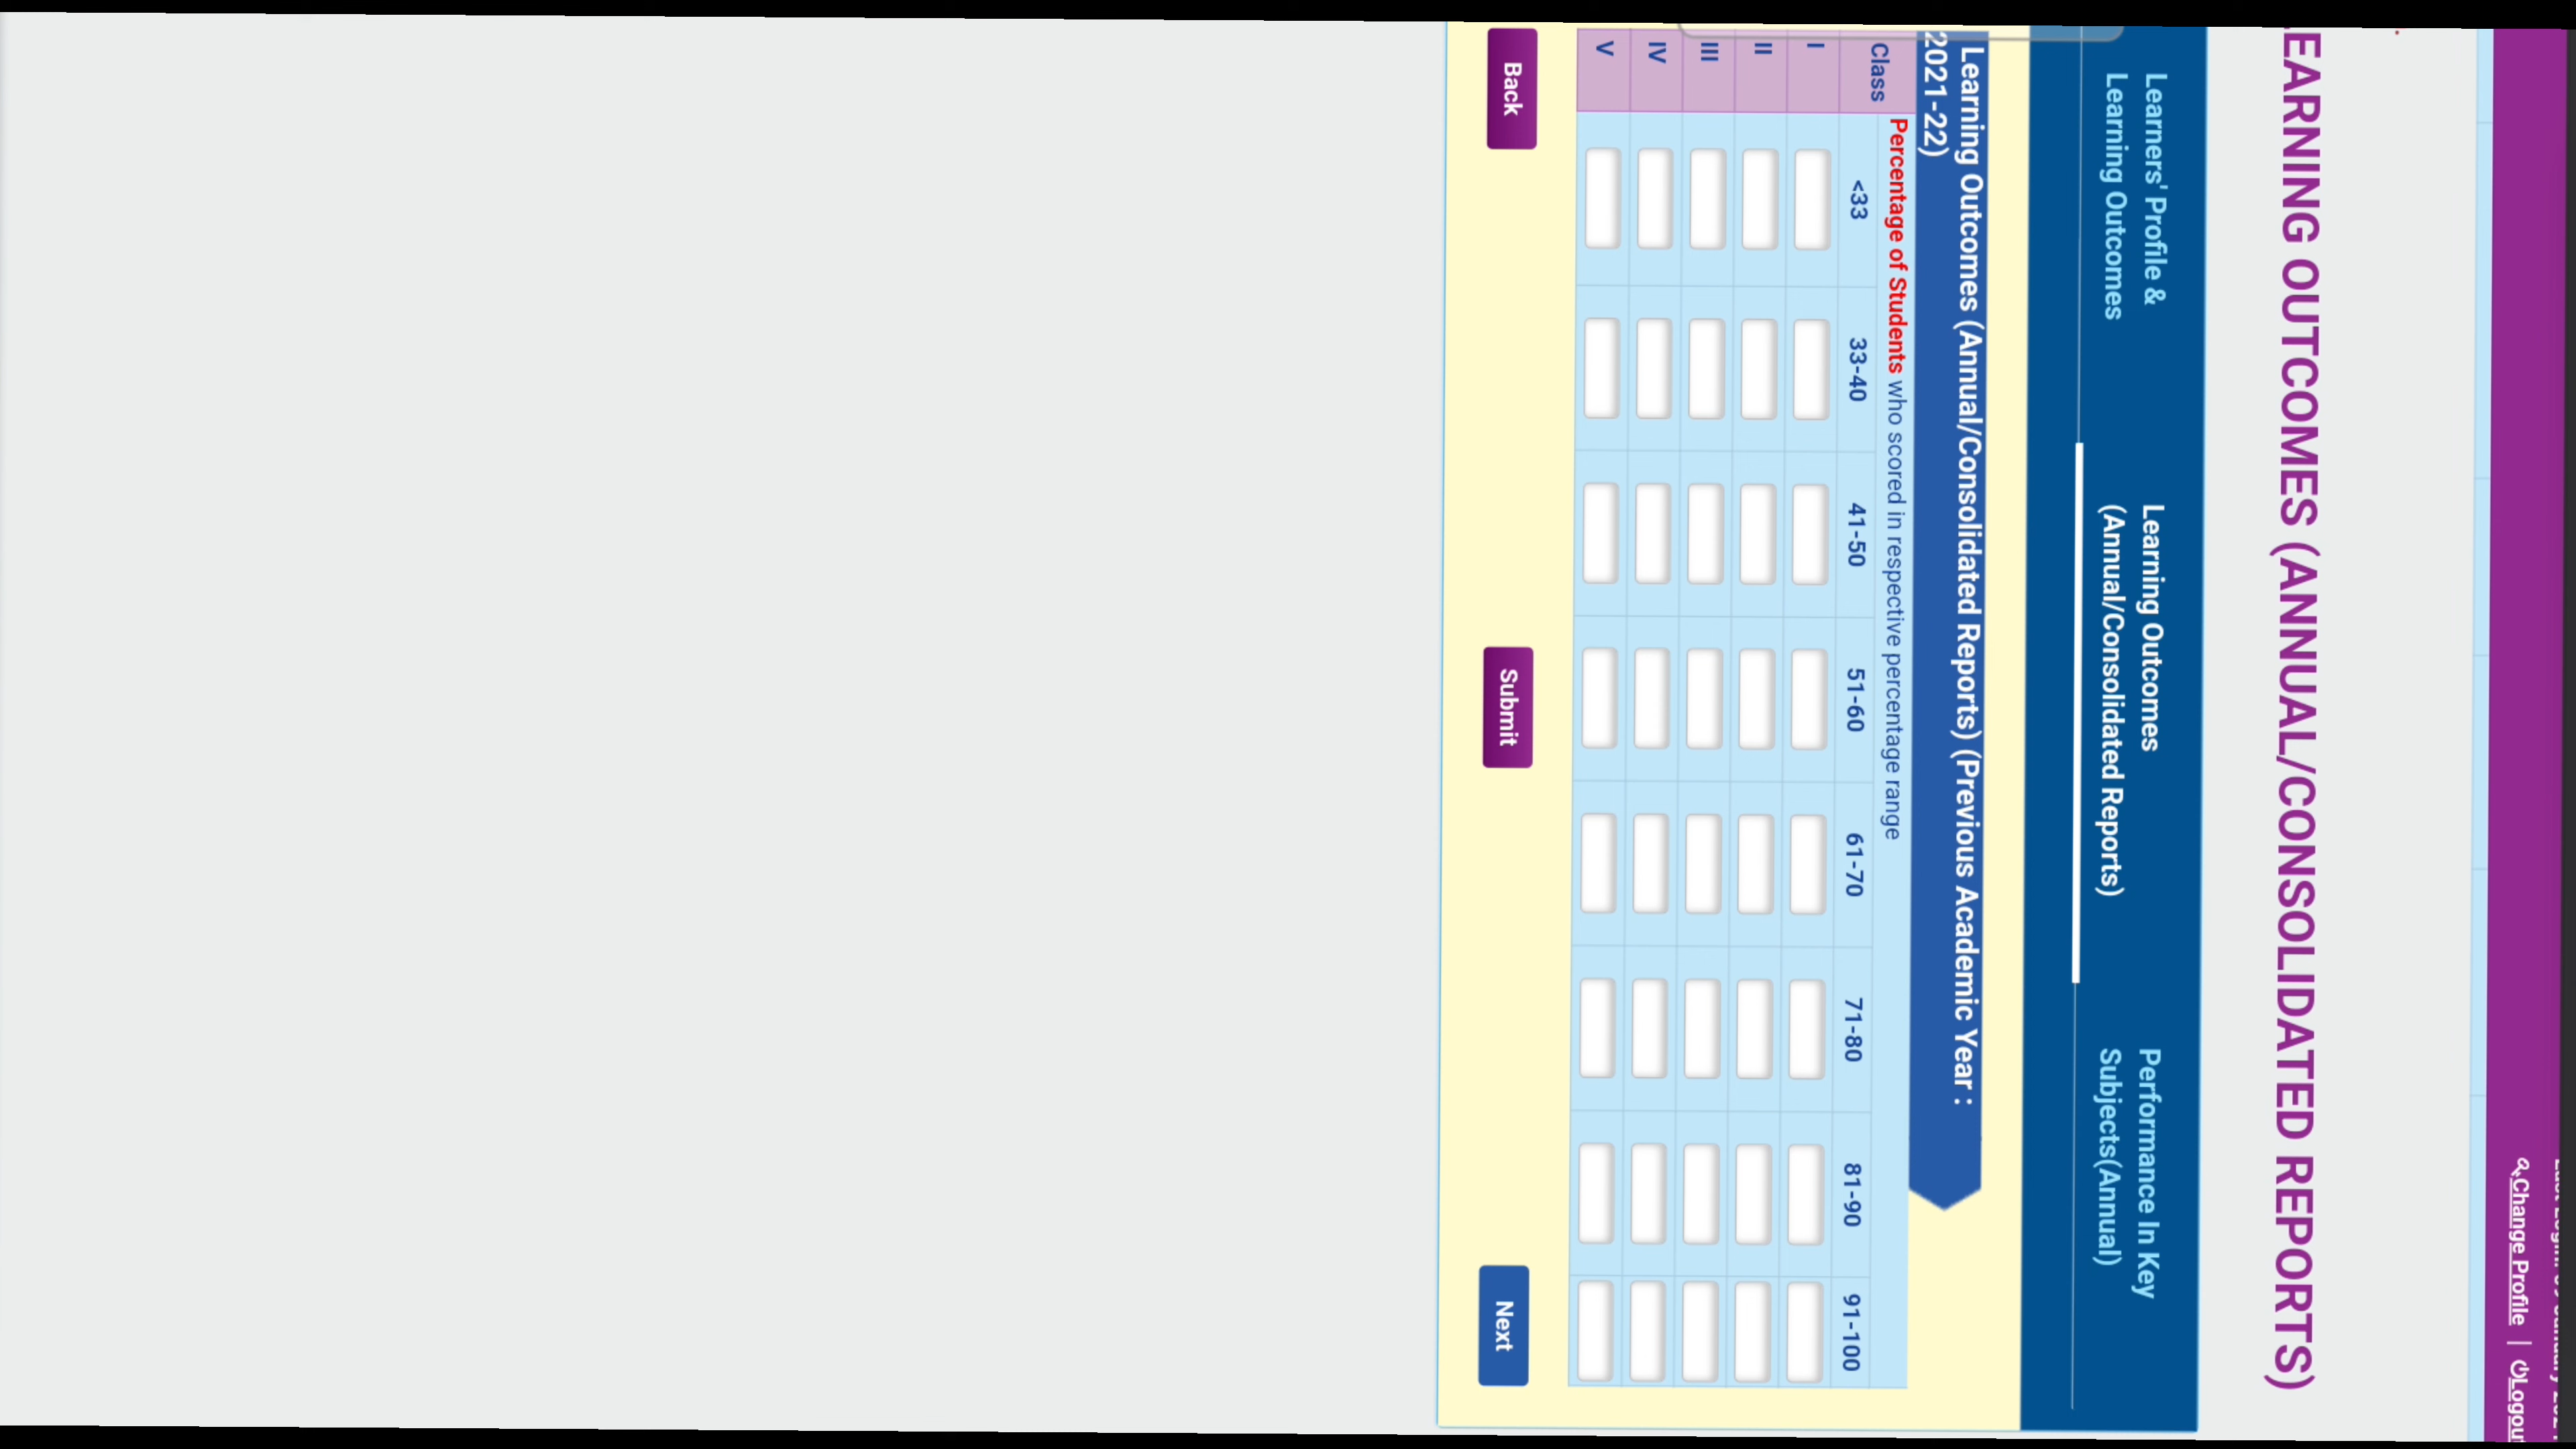 Change Profile | Logou
EARNING OUTCOMES (ANNUAL/CONSOLIDATED REPORTS)
Learners' Profile &
Learning Outcomes
Learning Outcomes
(Annual/Consolidated Reports)
Performance In Key
Subjects(Annual)
Learning Outcomes (Annual/Consolidated Reports) (Previous Academic Year :
2021-22)
Percentage of Students who scored in respective percentage range
Class <33 33-40 41-50 51-60 61-70 71-80 81-90 91-100
I
II
III
IV
V
Back Submit Next